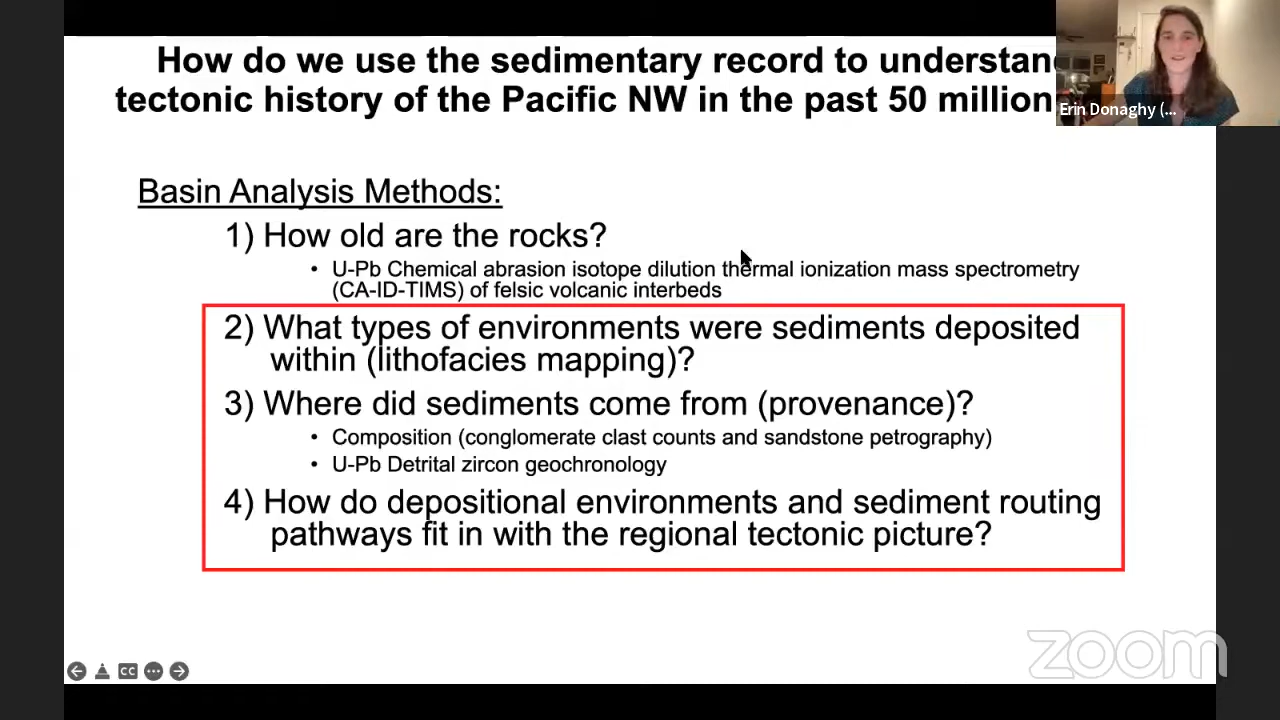 How do we use the sedimentary record to understan
tectonic history of the Pacific NW in the past 50 million
Erin Donaghy (...
Basin Analysis Methods:
1) How old are the rocks?
• U-Pb Chemical abrasion isotope dilution thermal ionization mass spectrometry
(CA-ID-TIMS) of felsic volcanic interbeds
2) What types of environments were sediments deposited
within (lithofacies mapping)?
3) Where did sediments come from (provenance)?
• Composition (conglomerate clast counts and sandstone petrography)
• U-Pb Detrital zircon geochronology
4) How do depositional environments and sediment routing
pathways fit in with the regional tectonic picture?
CC
zoom